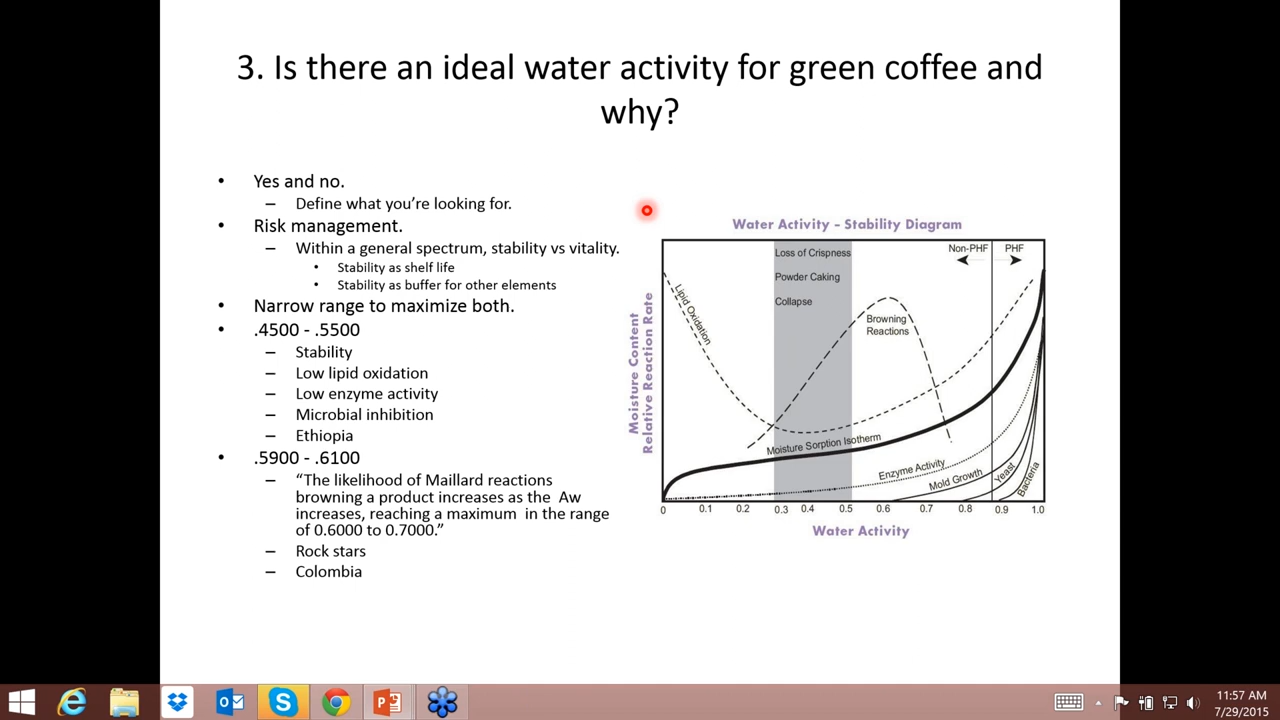 3. Is there an ideal water activity for green coffee and
why?
• Yes and no.
– Define what you're looking for.
• Risk management.
– Within a general spectrum, stability vs vitality.
• Stability as shelf life
• Stability as buffer for other elements
• Narrow range to maximize both.
• .4500 - .5500
– Stability
– Low lipid oxidation
– Low enzyme activity
– Microbial inhibition
– Ethiopia
• .5900 - .6100
– “The likelihood of Maillard reactions
browning a product increases as the Aw
increases, reaching a maximum in the range
of 0.6000 to 0.7000.”
– Rock stars
– Colombia
Water Activity – Stability Diagram
Moisture Content
Relative Reaction Rate
Lipid Oxidation
Loss of Crispness
Powder Caking
Collapse
Browning
Reactions
Non-PHF
PHF
Moisture Sorption Isotherm
Enzyme Activity
Mold Growth
Yeast
Bacteria
0 0.1 0.2 0.3 0.4 0.5 0.6 0.7 0.8 0.9 1.0
Water Activity
11:57 AM
7/29/2015